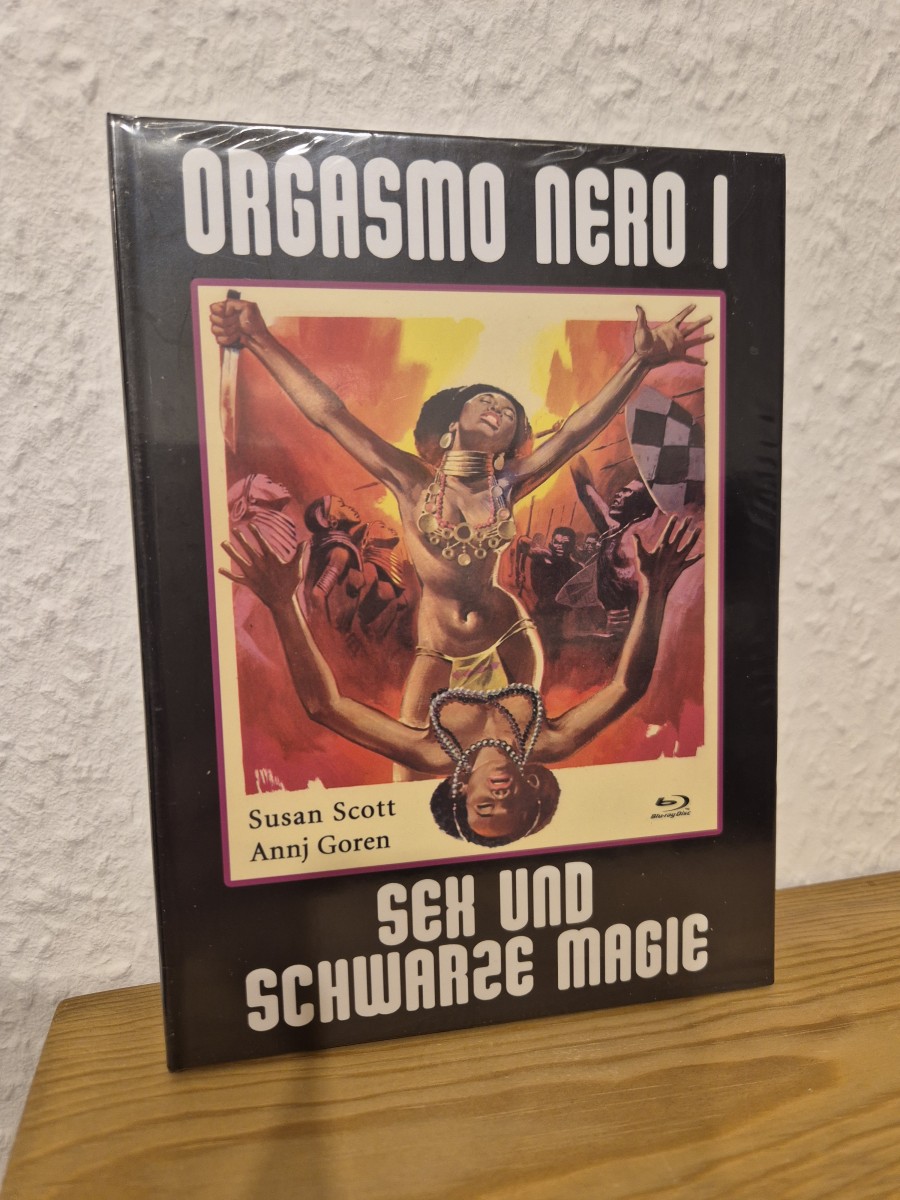 ORGASMO NERO I
Susan Scott
Annj Goren
Blu-ray Disc
SEX UND
SCHWARZE MAGIE